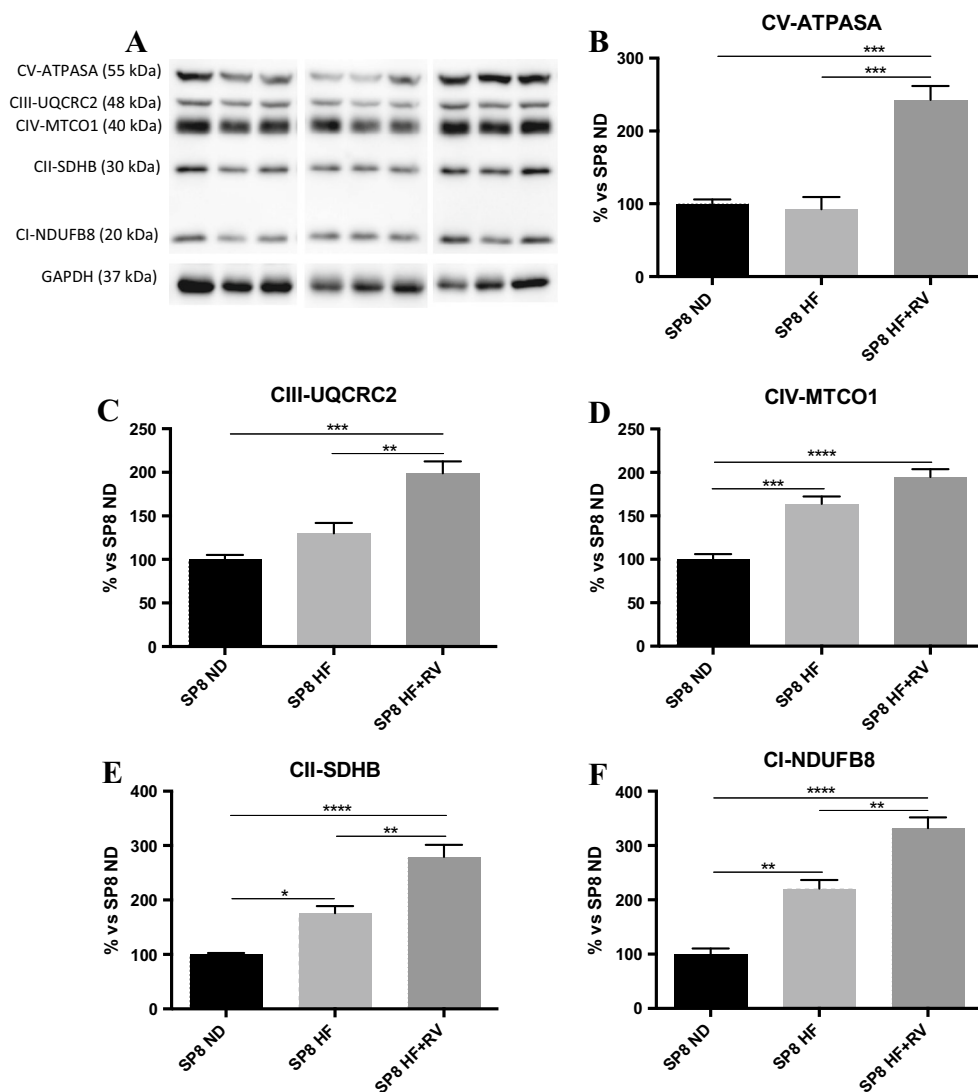 A
CV-ATPASA (55 kDa)
CIII-UQCRC2 (48 kDa)
CIV-MTCO1 (40 kDa)
CII-SDHB (30 kDa)
CI-NDUFB8 (20 kDa)
GAPDH (37 kDa)
B
CV-ATPASA
% vs SP8 ND
300
200
100
0
***
***
SP8 ND
SP8 HF
SP8 HF+RV
C
CIII-UQCRC2
% vs SP8 ND
250
200
150
100
50
0
***
**
SP8 ND
SP8 HF
SP8 HF+RV
D
CIV-MTCO1
% vs SP8 ND
250
200
150
100
50
0
****
***
SP8 ND
SP8 HF
SP8 HF+RV
E
CII-SDHB
% vs SP8 ND
400
300
200
100
0
****
**
*
SP8 ND
SP8 HF
SP8 HF+RV
F
CI-NDUFB8
% vs SP8 ND
400
300
200
100
0
****
**
**
SP8 ND
SP8 HF
SP8 HF+RV